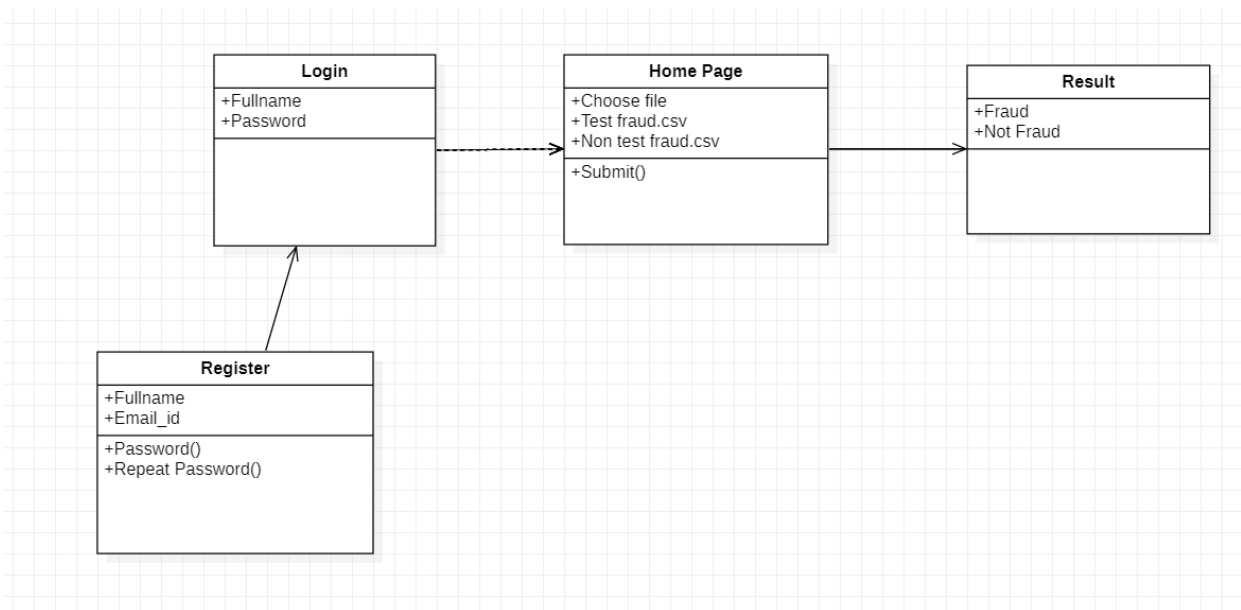 Login
+Fullname
+Password
Home Page
+Choose file
+Test fraud.csv
+Non test fraud.csv
+Submit()
Result
+Fraud
+Not Fraud
Register
+Fullname
+Email_id
+Password()
+Repeat Password()